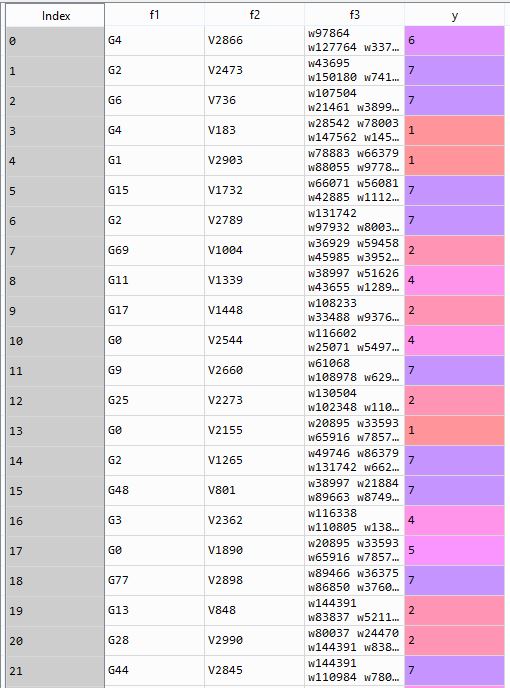 Index f1 f2 f3 y
0 G4 V2866 w97864 6
w127764 w337…
1 G2 V2473 w43695 7
w150180 w741…
2 G6 V736 w107504 7
w21461 w3899…
3 G4 V183 w28542 w78003 1
w147562 w145…
4 G1 V2903 w78883 w66379 1
w88055 w9778…
5 G15 V1732 w66071 w56081 7
w42885 w1112…
6 G2 V2789 w131742 7
w97932 w8003…
7 G69 V1004 w36929 w59458 2
w45985 w3952…
8 G11 V1339 w38997 w51626 4
w43655 w1289…
9 G17 V1448 w108233 2
w33488 w9376…
10 G0 V2544 w116602 4
w25071 w5497…
11 G9 V2660 w61068 7
w108978 w629…
12 G25 V2273 w130504 2
w102348 w110…
13 G0 V2155 w20895 w33593 1
w65916 w7857…
14 G2 V1265 w49746 w86379 7
w131742 w662…
15 G48 V801 w38997 w21884 7
w89663 w8749…
16 G3 V2362 w116338 4
w110805 w138…
17 G0 V1890 w20895 w33593 5
w65916 w7857…
18 G77 V2898 w89466 w36375 7
w86850 w3760…
19 G13 V848 w144391 2
w83837 w5211…
20 G28 V2990 w80037 w24470 2
w144391 w838…
21 G44 V2845 w144391 7
w110984 w780…